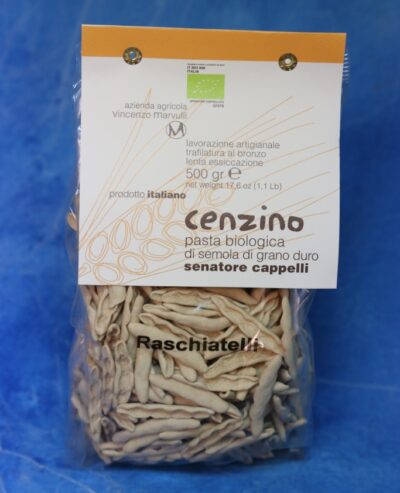 ITALIA
azienda agricola
vincenzo marvulli
M
lavorazione artigianale
trafilatura al bronzo
lenta essiccazione
500 gr e
net weight 17,6 oz (1,1 Lb)
prodotto italiano
cenzino
pasta biologica
di semola di grano duro
senatore cappelli
Raschiatelli